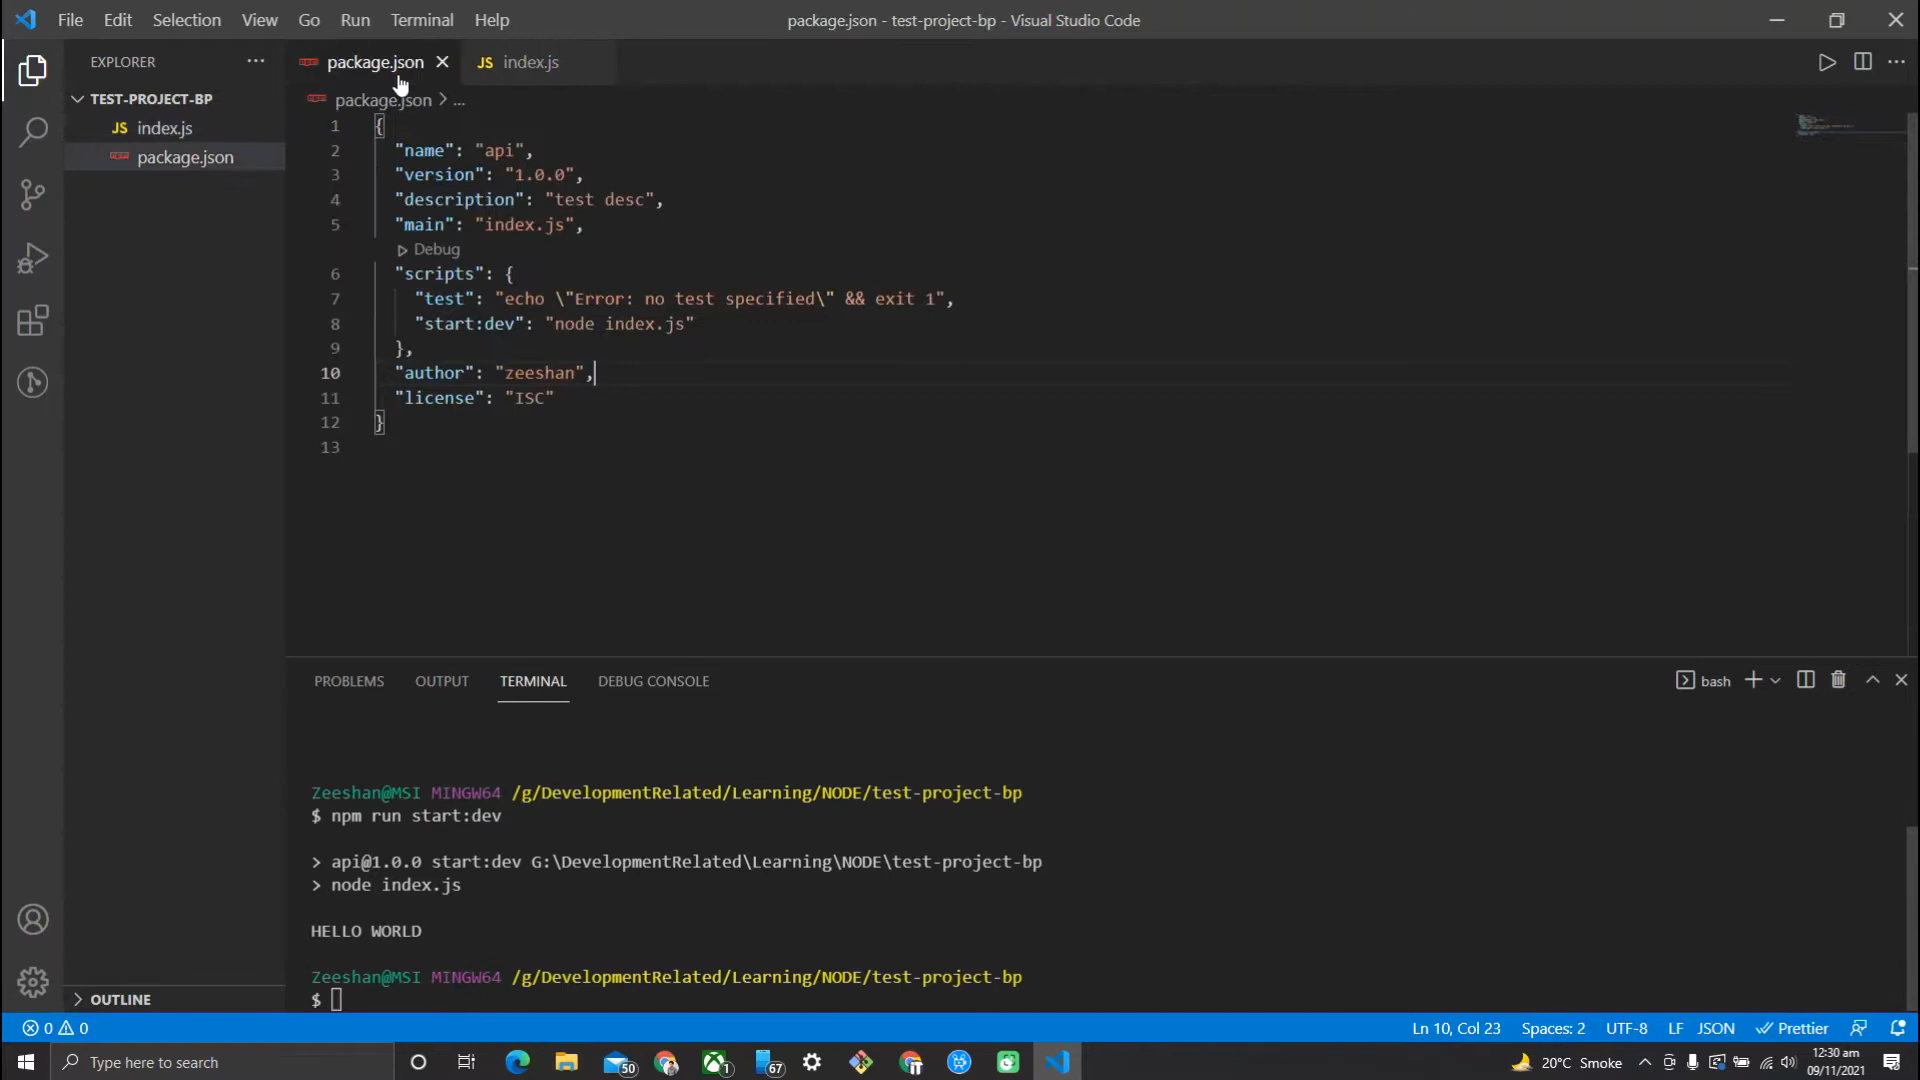 File Edit Selection View Go Run Terminal Help
package.json - test-project-bp - Visual Studio Code
EXPLORER
TEST-PROJECT-BP
JS index.js
package.json
package.json
JS index.js
package.json > ...
1 {
2 "name": "api",
3 "version": "1.0.0",
4 "description": "test desc",
5 "main": "index.js",
Debug
6 "scripts": {
7 "test": "echo \"Error: no test specified\" && exit 1",
8 "start:dev": "node index.js"
9 },
10 "author": "zeeshan",
11 "license": "ISC"
12 }
13
PROBLEMS OUTPUT TERMINAL DEBUG CONSOLE
bash
Zeeshan@MSI MINGW64 /g/DevelopmentRelated/Learning/NODE/test-project-bp
$ npm run start:dev
> api@1.0.0 start:dev G:\DevelopmentRelated\Learning\NODE\test-project-bp
> node index.js
HELLO WORLD
Zeeshan@MSI MINGW64 /g/DevelopmentRelated/Learning/NODE/test-project-bp
$
OUTLINE
0 0
Ln 10, Col 23 Spaces: 2 UTF-8 LF JSON Prettier
Type here to search
50
1
67
20°C Smoke
12:30 am
09/11/2021